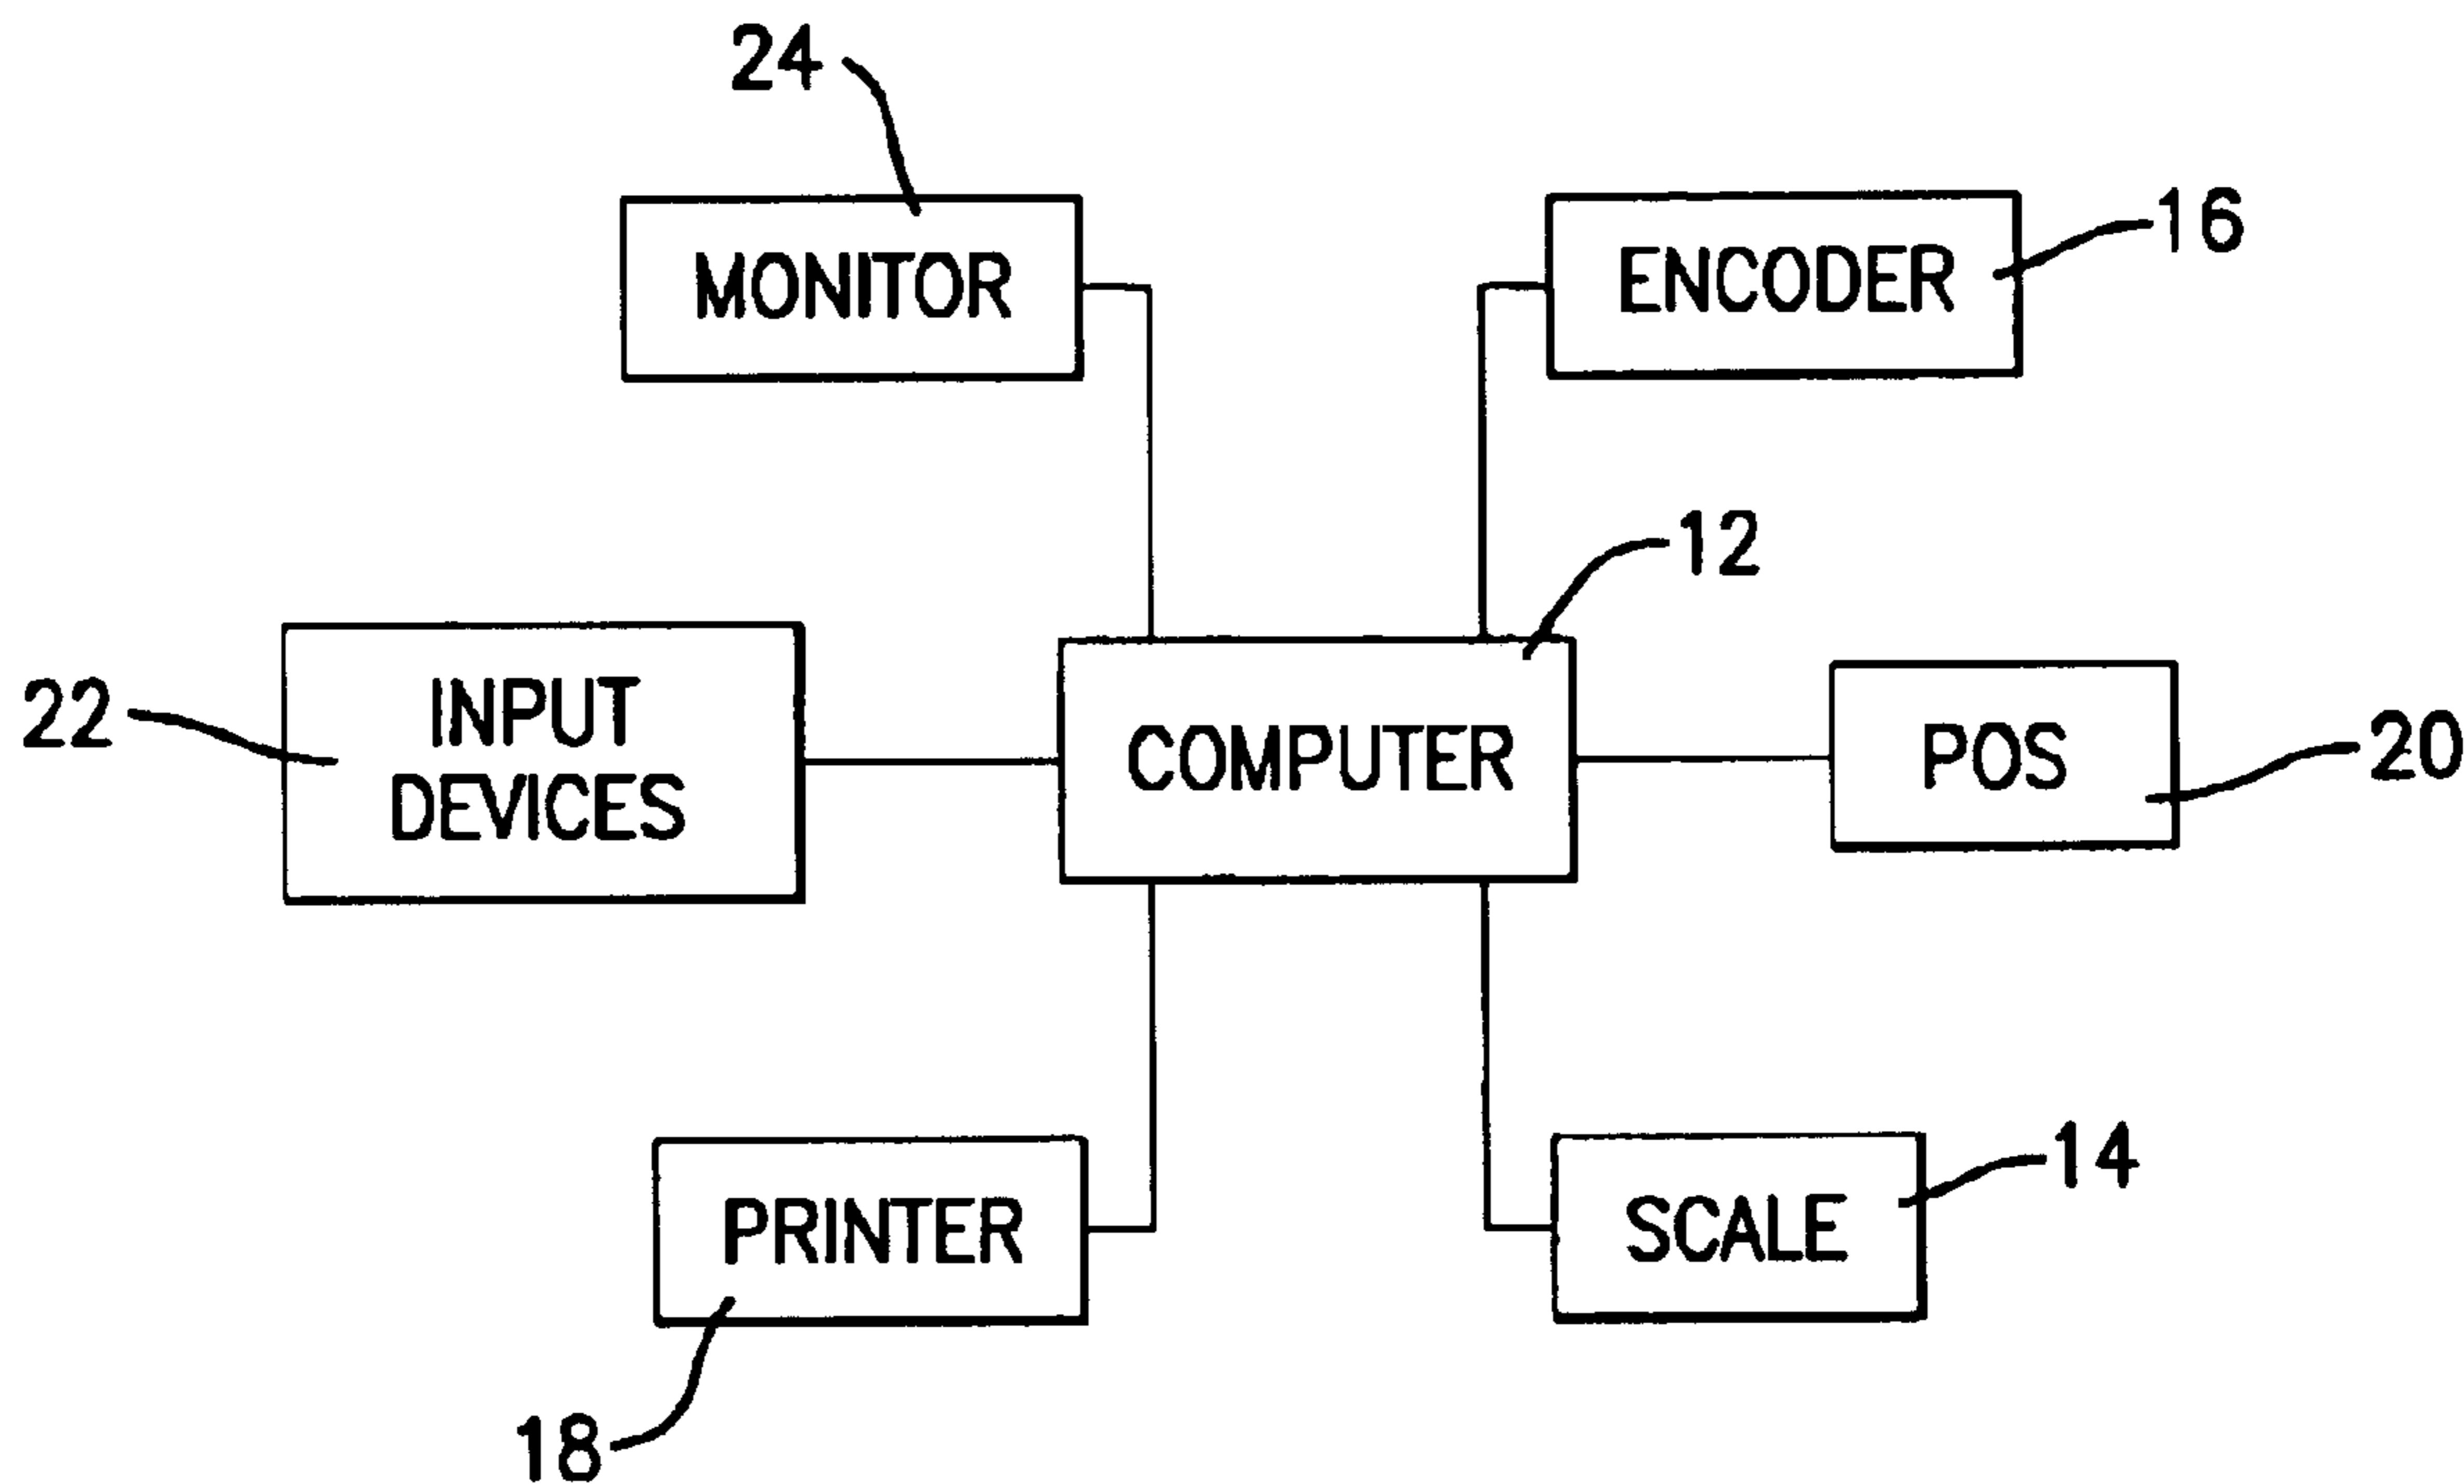 24
MONITOR
ENCODER
16
12
22
INPUT
DEVICES
COMPUTER
POS
20
PRINTER
18
SCALE
14